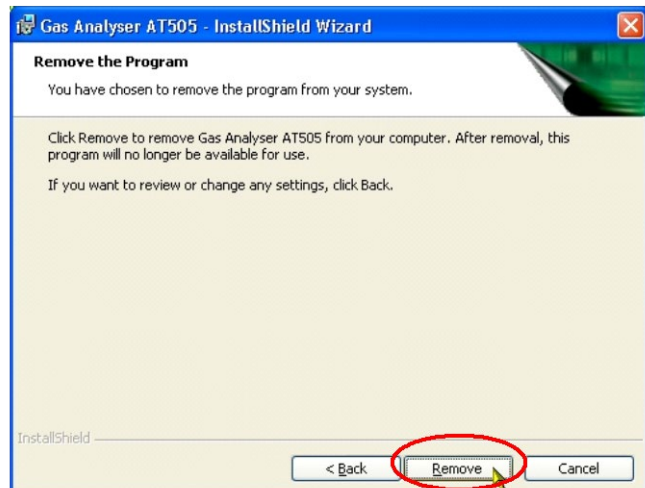 Gas Analyser AT505 - InstallShield Wizard
Remove the Program
You have chosen to remove the program from your system.
Click Remove to remove Gas Analyser AT505 from your computer. After removal, this
program will no longer be available for use.
If you want to review or change any settings, click Back.
InstallShield
< Back Remove Cancel